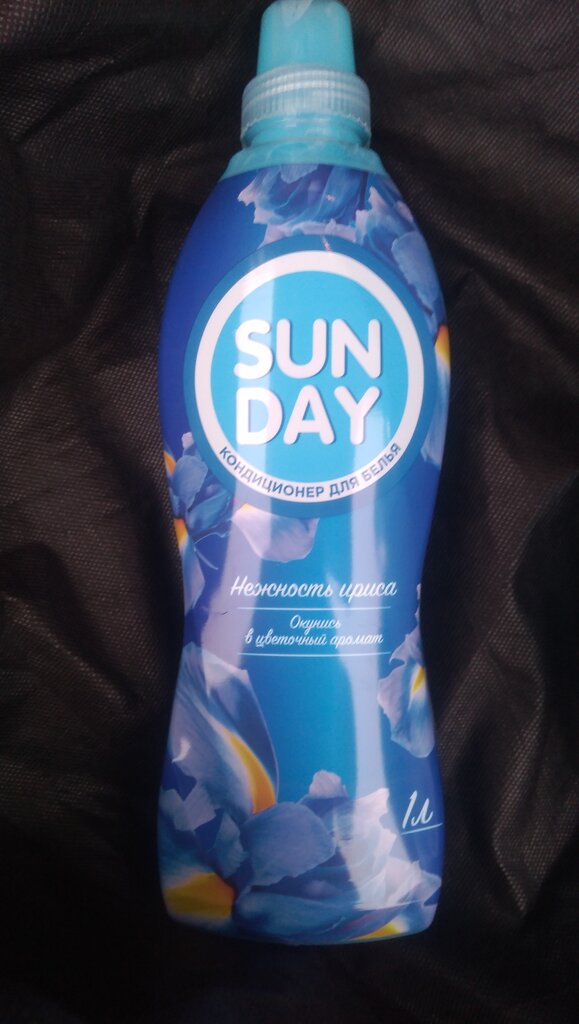 SUN
DAY
КОНДИЦИОНЕР ДЛЯ БЕЛЬЯ
Нежность ириса
Окунись
в цветочный аромат
1л